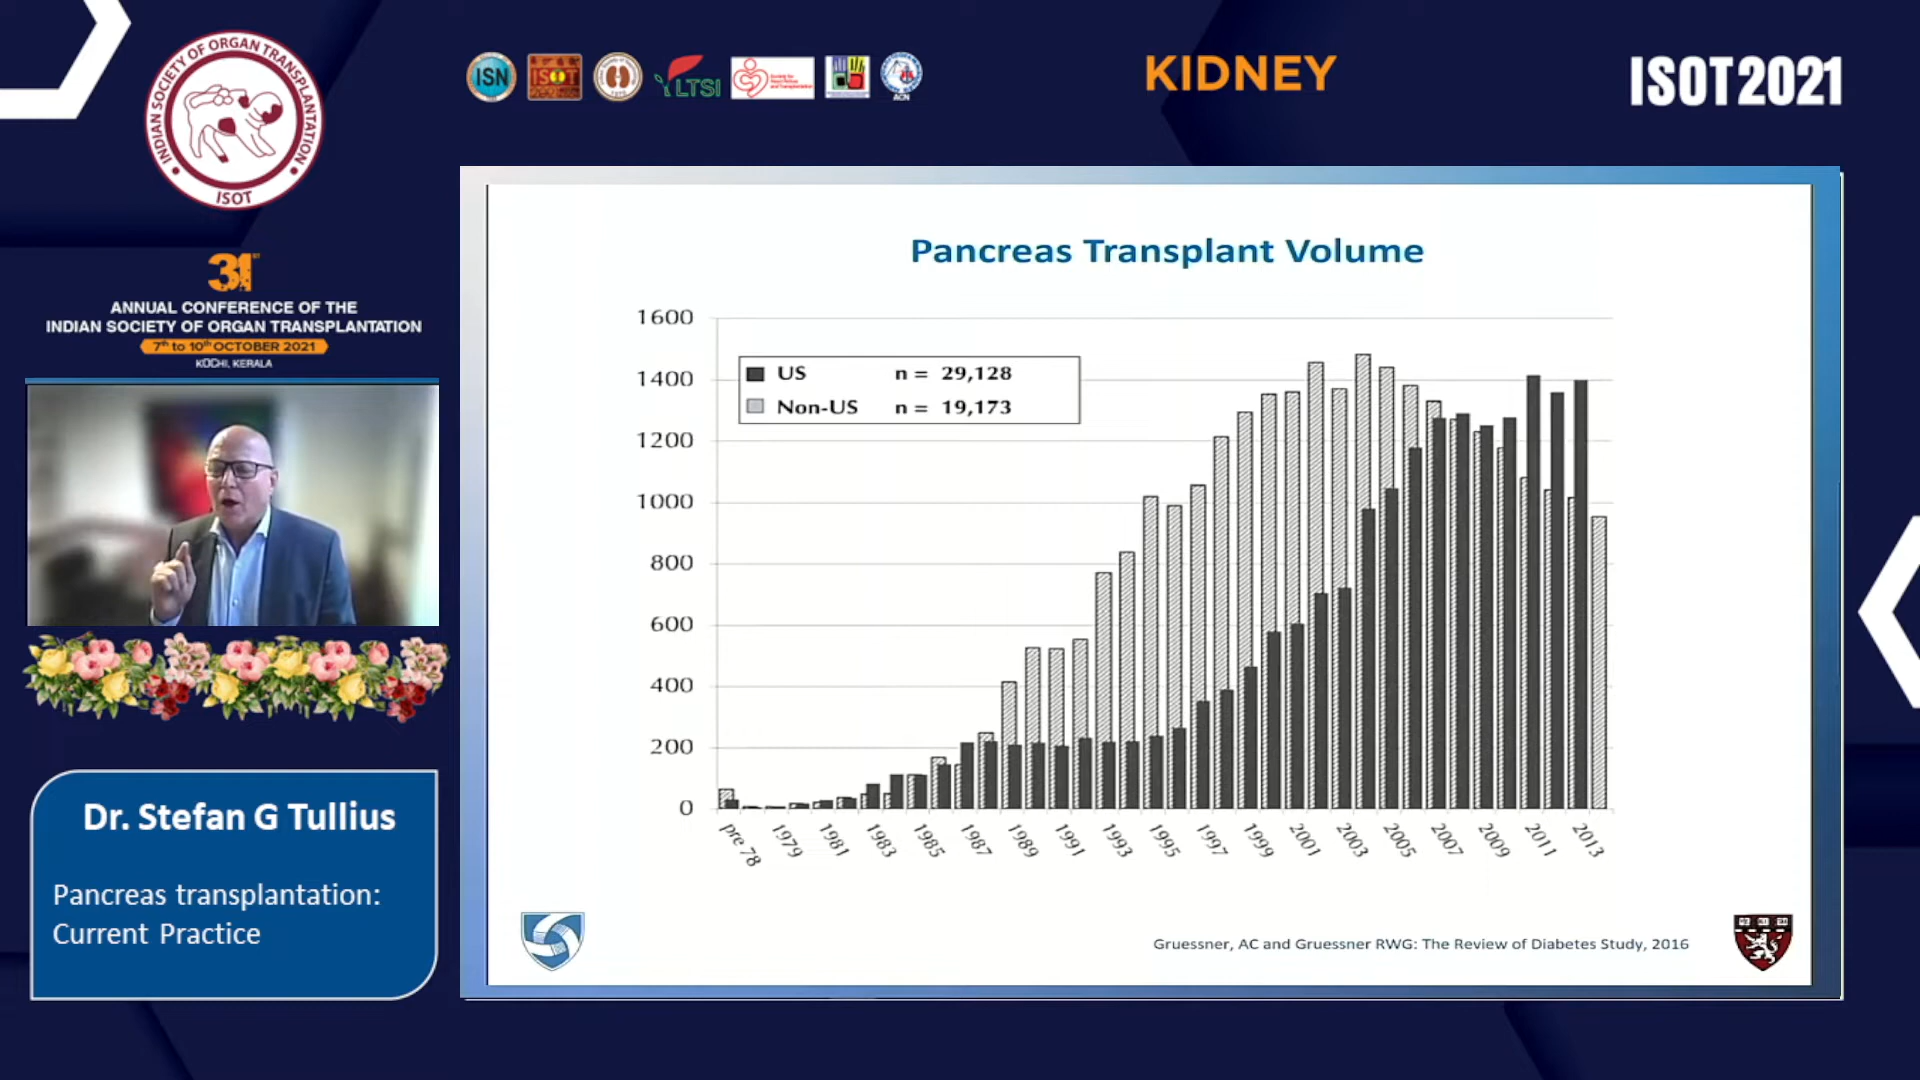 INDIAN SOCIETY OF ORGAN TRANSPLANTATION
ISOT
ISN
ISOT
LTSI
ACN
KIDNEY
ISOT2021
31ST
ANNUAL CONFERENCE OF THE
INDIAN SOCIETY OF ORGAN TRANSPLANTATION
7th to 10th OCTOBER 2021
KOCHI, KERALA
Dr. Stefan G Tullius
Pancreas transplantation:
Current Practice
Pancreas Transplant Volume
1600
1400
1200
1000
800
600
400
200
0
US n = 29,128
Non-US n = 19,173
pre 78 1979 1981 1983 1985 1987 1989 1991 1993 1995 1997 1999 2001 2003 2005 2007 2009 2011 2013
Gruessner, AC and Gruessner RWG: The Review of Diabetes Study, 2016